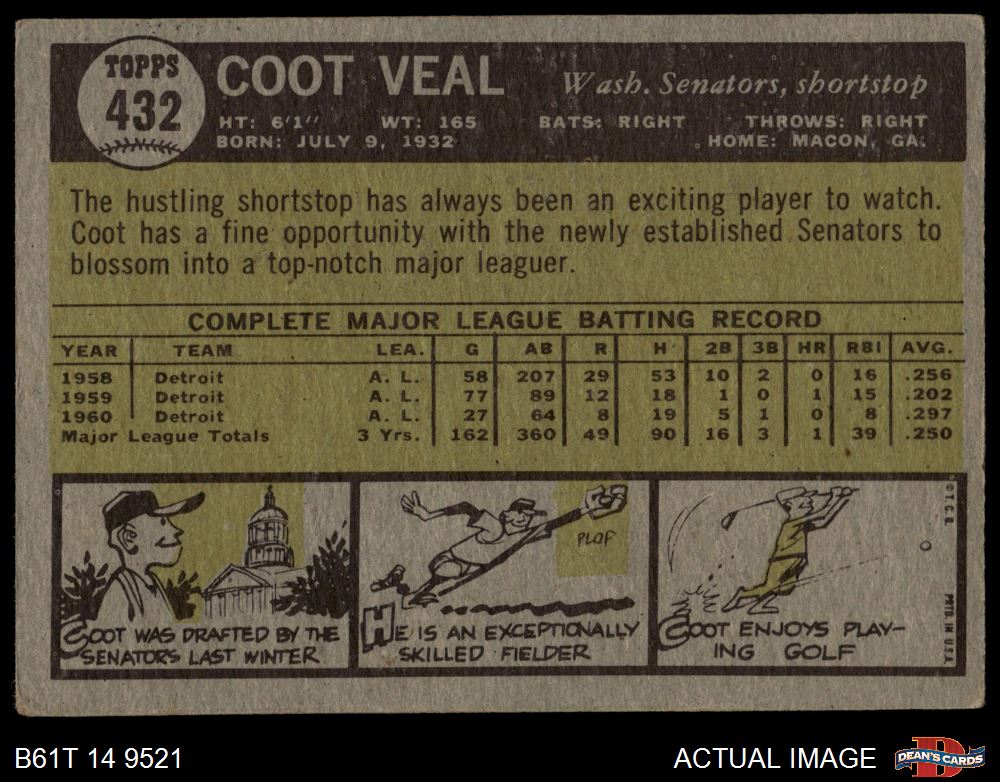 TOPPS
432
COOT VEAL
Wash. Senators, shortstop
HT: 6'1" WT: 165 BATS: RIGHT THROWS: RIGHT
BORN: JULY 9, 1932 HOME: MACON, GA.
The hustling shortstop has always been an exciting player to watch.
Coot has a fine opportunity with the newly established Senators to
blossom into a top-notch major leaguer.
COMPLETE MAJOR LEAGUE BATTING RECORD
YEAR TEAM LEA. G AB R H 2B 3B HR RBI AVG.
1958 Detroit A. L. 58 207 29 53 10 2 0 16 .256
1959 Detroit A. L. 77 89 12 18 1 0 1 15 .202
1960 Detroit A. L. 27 64 8 19 5 1 0 8 .297
Major League Totals 3 Yrs. 162 360 49 90 16 3 1 39 .250
COOT WAS DRAFTED BY THE
SENATORS LAST WINTER
PLOF
HE IS AN EXCEPTIONALLY
SKILLED FIELDER
COOT ENJOYS PLAY-
ING GOLF
© T.C.G.
PRTD. IN U.S.A.
B61T 14 9521
ACTUAL IMAGE
D
DEAN'S CARDS